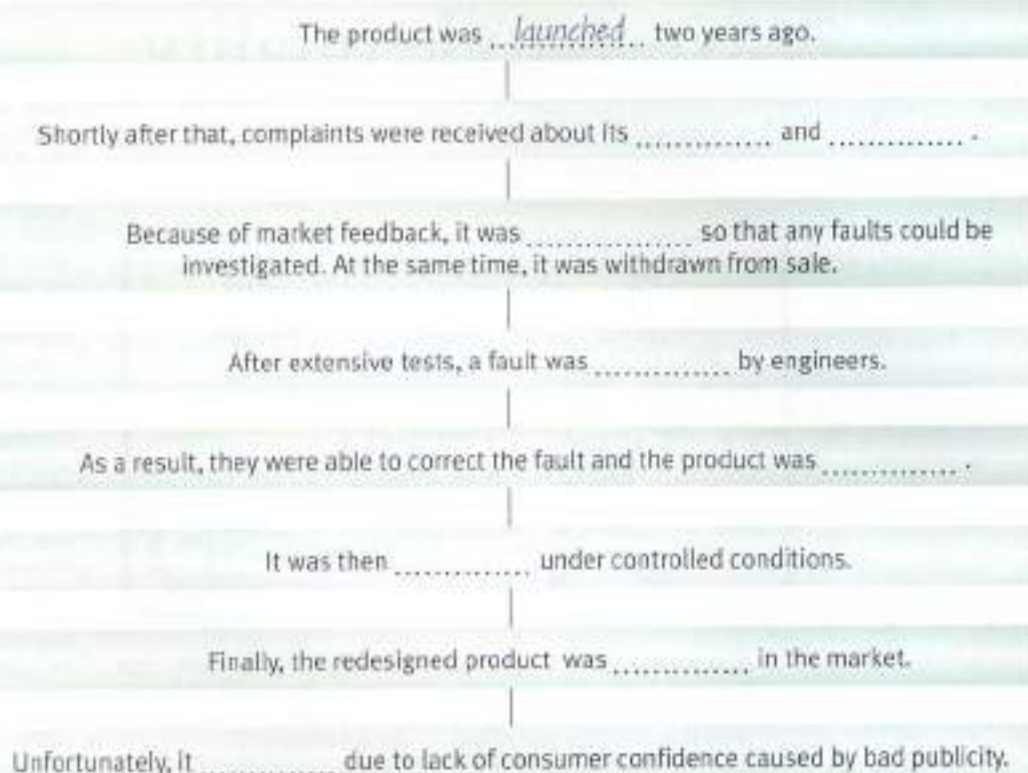 The product was ...launched... two years ago.
Shortly after that, complaints were received about its .............. and .............. .
Because of market feedback, it was ................. so that any faults could be
investigated. At the same time, it was withdrawn from sale.
After extensive tests, a fault was .............. by engineers.
As a result, they were able to correct the fault and the product was .............. .
It was then .............. under controlled conditions.
Finally, the redesigned product was .............. in the market.
Unfortunately, it .............. due to lack of consumer confidence caused by bad publicity.